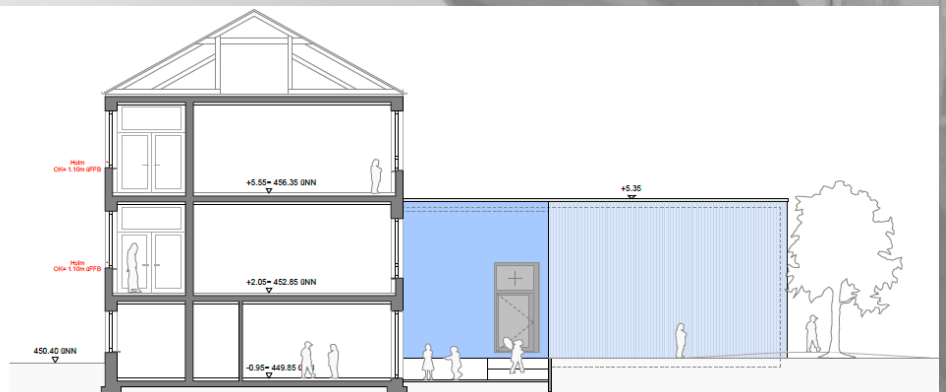 Holm
OK= 1.10m üFFB
+5.55= 456.35 üNN
+5.35
Holm
OK= 1.10m üFFB
+2.05= 452.85 üNN
450.40 üNN
-0.95= 449.85